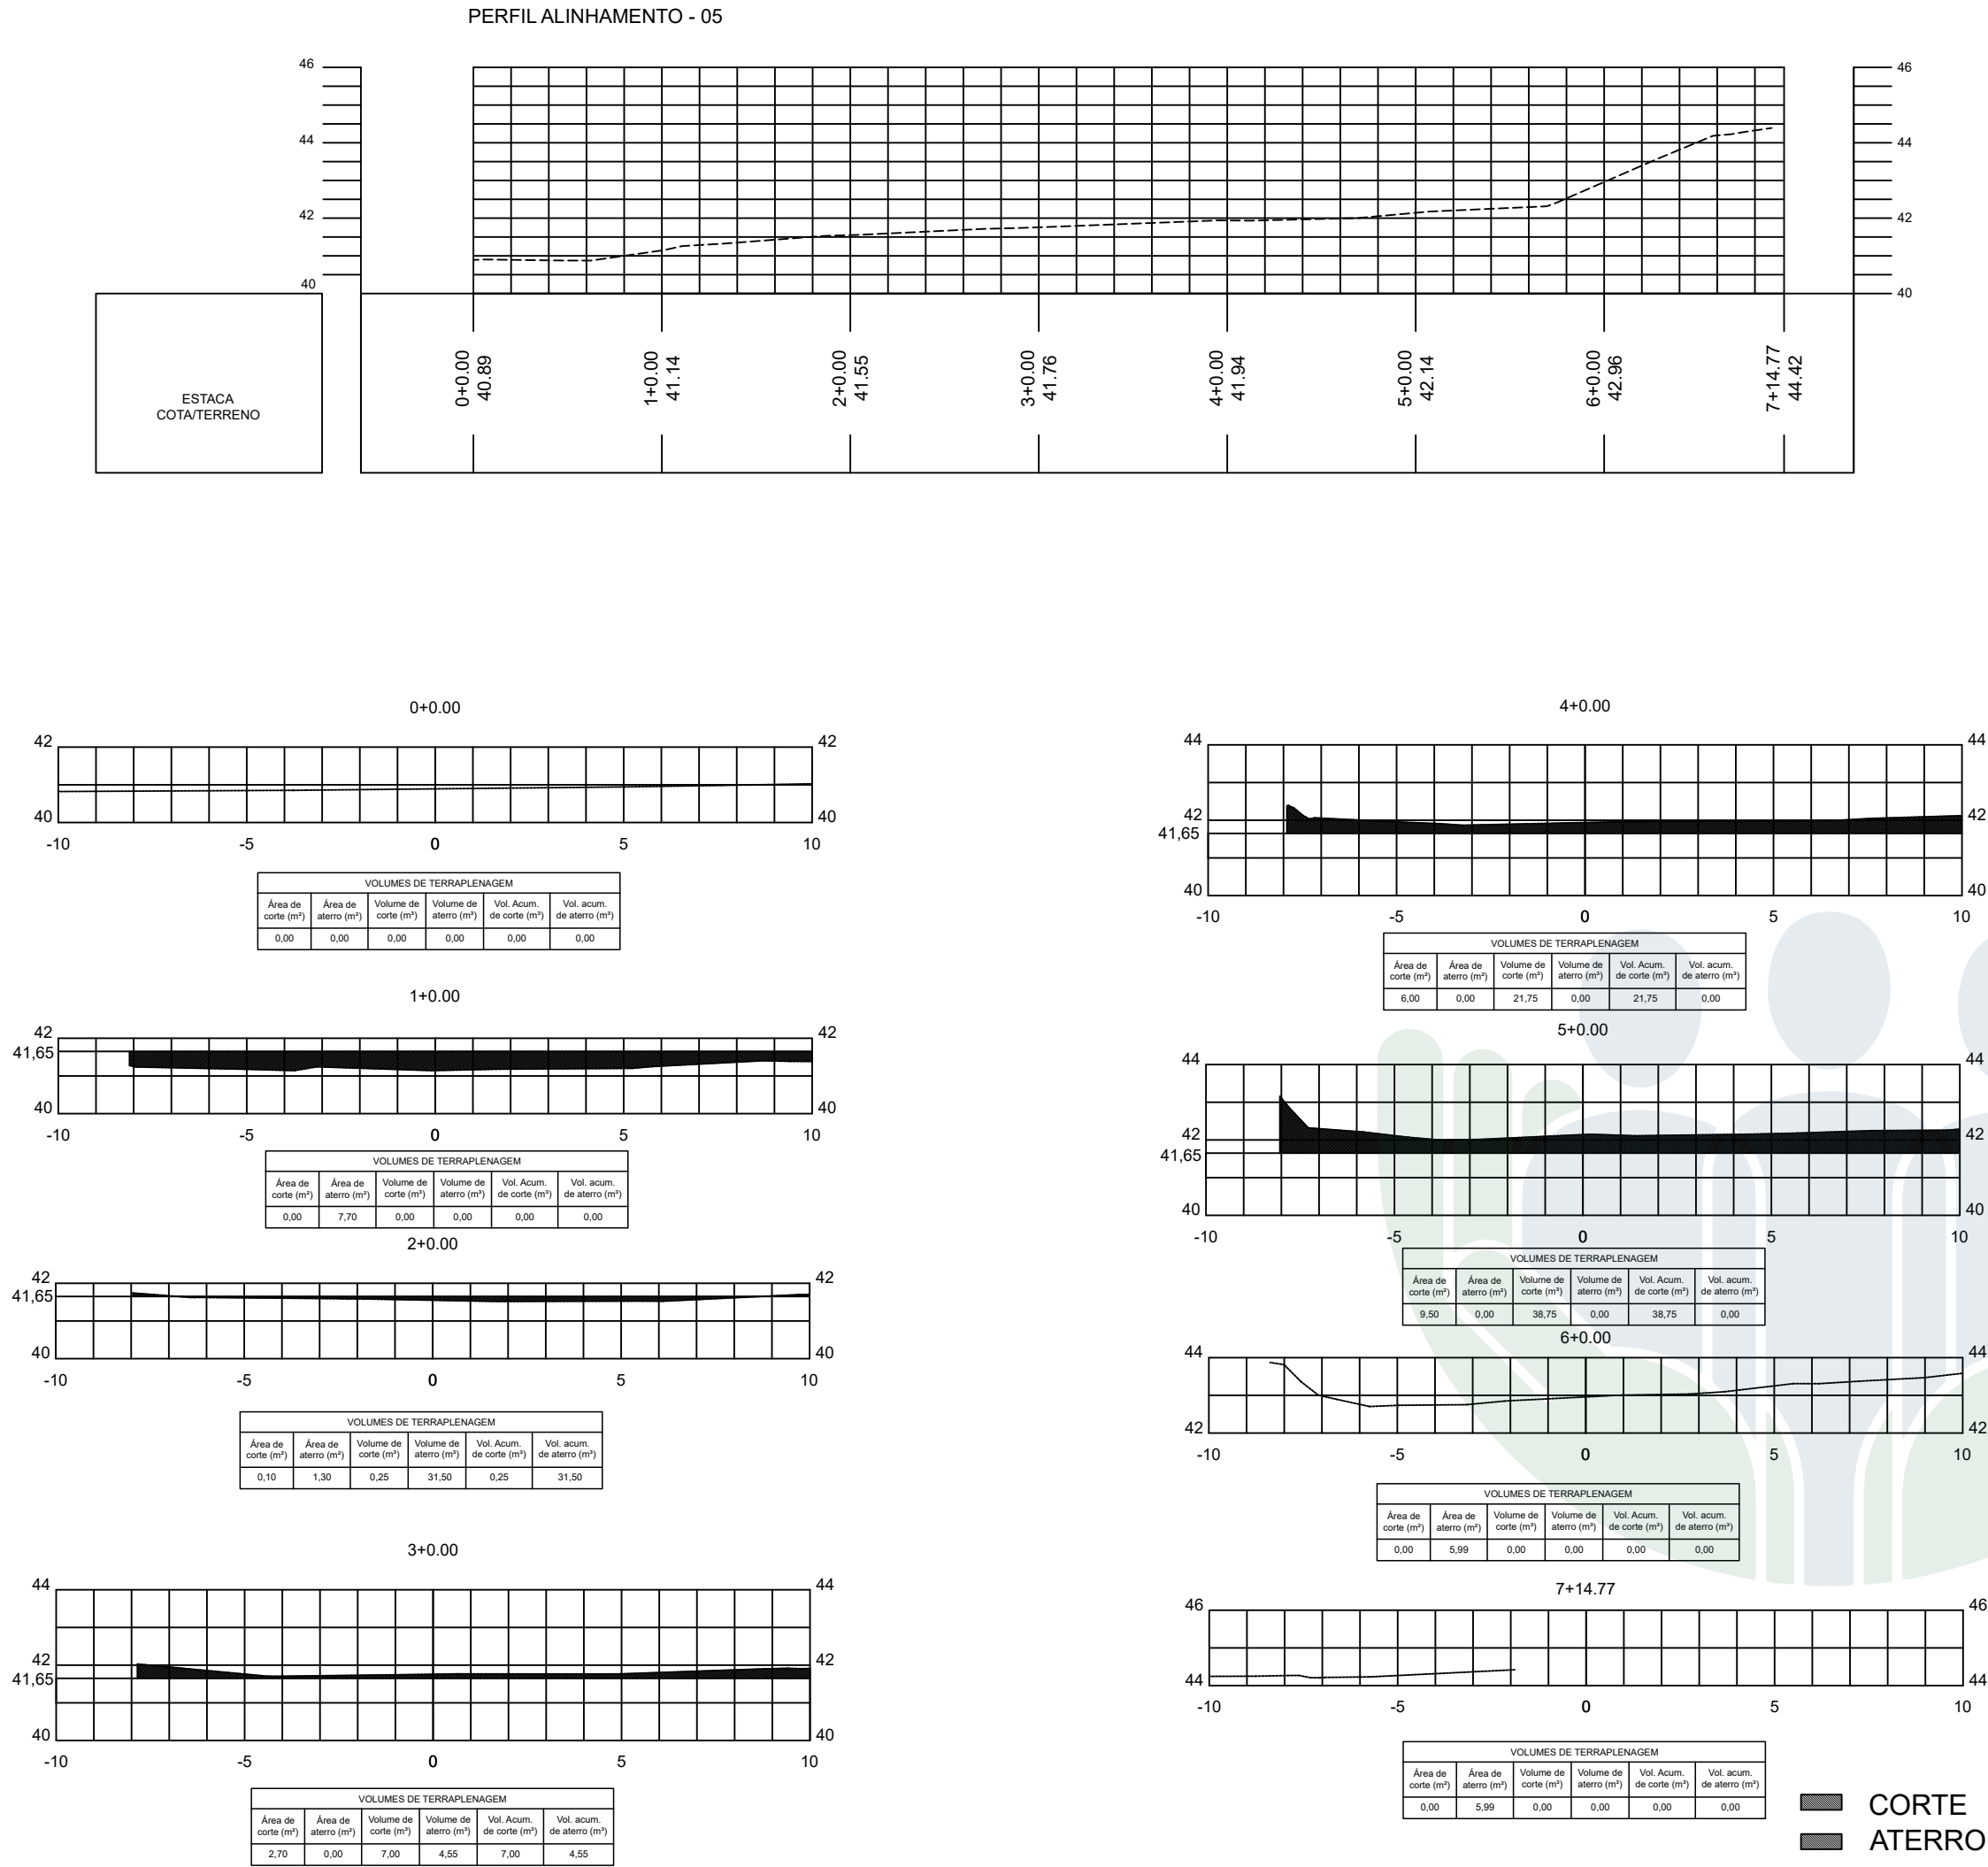 PERFIL ALINHAMENTO - 05
46
46
44
44
42
42
40
40
ESTACA
COTA/TERRENO
0+0.00
40.89
1+0.00
41.14
2+0.00
41.55
3+0.00
41.76
4+0.00
41.94
5+0.00
42.14
6+0.00
42.96
7+14.77
44.42
0+0.00
42
42
40
40
-10 -5 0 5 10
VOLUMES DE TERRAPLENAGEM
Área de corte (m²) Área de aterro (m²) Volume de corte (m³) Volume de aterro (m³) Vol. Acum. de corte (m³) Vol. acum. de aterro (m³)
0,00 0,00 0,00 0,00 0,00 0,00
1+0.00
42
42
41,65
40
40
-10 -5 0 5 10
VOLUMES DE TERRAPLENAGEM
Área de corte (m²) Área de aterro (m²) Volume de corte (m³) Volume de aterro (m³) Vol. Acum. de corte (m³) Vol. acum. de aterro (m³)
0,00 7,70 0,00 0,00 0,00 0,00
2+0.00
42
42
41,65
40
40
-10 -5 0 5 10
VOLUMES DE TERRAPLENAGEM
Área de corte (m²) Área de aterro (m²) Volume de corte (m³) Volume de aterro (m³) Vol. Acum. de corte (m³) Vol. acum. de aterro (m³)
0,10 1,30 0,25 31,50 0,25 31,50
3+0.00
44
44
42
42
41,65
40
40
-10 -5 0 5 10
VOLUMES DE TERRAPLENAGEM
Área de corte (m²) Área de aterro (m²) Volume de corte (m³) Volume de aterro (m³) Vol. Acum. de corte (m³) Vol. acum. de aterro (m³)
2,70 0,00 7,00 4,55 7,00 4,55
4+0.00
44
44
42
42
41,65
40
40
-10 -5 0 5 10
VOLUMES DE TERRAPLENAGEM
Área de corte (m²) Área de aterro (m²) Volume de corte (m³) Volume de aterro (m³) Vol. Acum. de corte (m³) Vol. acum. de aterro (m³)
6,00 0,00 21,75 0,00 21,75 0,00
5+0.00
44
44
42
42
41,65
40
40
-10 -5 0 5 10
VOLUMES DE TERRAPLENAGEM
Área de corte (m²) Área de aterro (m²) Volume de corte (m³) Volume de aterro (m³) Vol. Acum. de corte (m³) Vol. acum. de aterro (m³)
9,50 0,00 38,75 0,00 38,75 0,00
6+0.00
44
44
42
42
-10 -5 0 5 10
VOLUMES DE TERRAPLENAGEM
Área de corte (m²) Área de aterro (m²) Volume de corte (m³) Volume de aterro (m³) Vol. Acum. de corte (m³) Vol. acum. de aterro (m³)
0,00 5,99 0,00 0,00 0,00 0,00
7+14.77
46
46
44
44
-10 -5 0 5 10
VOLUMES DE TERRAPLENAGEM
Área de corte (m²) Área de aterro (m²) Volume de corte (m³) Volume de aterro (m³) Vol. Acum. de corte (m³) Vol. acum. de aterro (m³)
0,00 5,99 0,00 0,00 0,00 0,00
CORTE
ATERRO